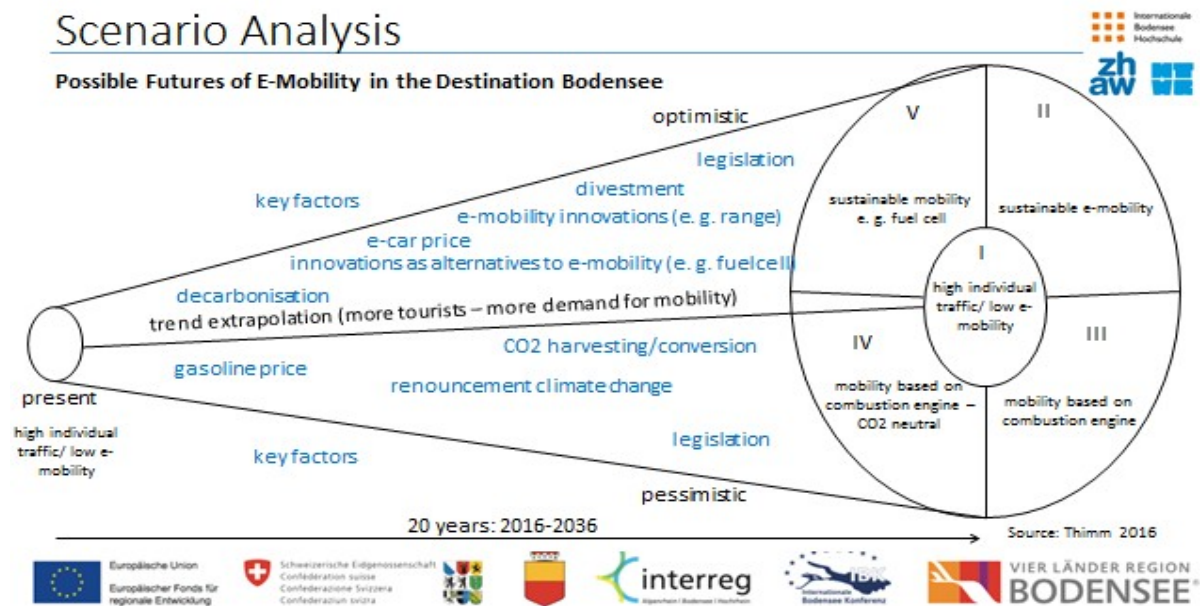 Scenario Analysis
Internationale
Bodensee
Hochschule
zh
aw
Possible Futures of E-Mobility in the Destination Bodensee
optimistic
legislation
divestment
key factors
e-mobility innovations (e. g. range)
e-car price
innovations as alternatives to e-mobility (e. g. fuelcell)
decarbonisation
trend extrapolation (more tourists – more demand for mobility)
gasoline price
CO2 harvesting/conversion
renouncement climate change
legislation
key factors
pessimistic
present
high individual
traffic/ low e-
mobility
V
sustainable mobility
e. g. fuel cell
II
sustainable e-mobility
I
high individual
traffic/ low e-
mobility
IV
mobility based on
combustion engine –
CO2 neutral
III
mobility based on
combustion engine
20 years: 2016-2036
Source: Thimm 2016
Europäische Union
Europäischer Fonds für
regionale Entwicklung
Schweizerische Eidgenossenschaft
Confédération suisse
Confederazione Svizzera
Confederaziun svizra
interreg
Alpenrhein | Bodensee | Hochrhein
IBK
Internationale
Bodensee Konferenz
VIER LÄNDER REGION
BODENSEE